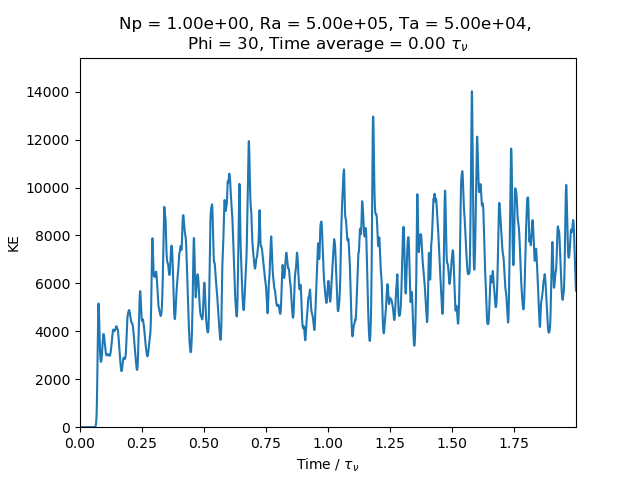 Np = 1.00e+00, Ra = 5.00e+05, Ta = 5.00e+04,
Phi = 30, Time average = 0.00 τν
14000
12000
10000
8000
6000
4000
2000
0
KE
0.00 0.25 0.50 0.75 1.00 1.25 1.50 1.75
Time / τν